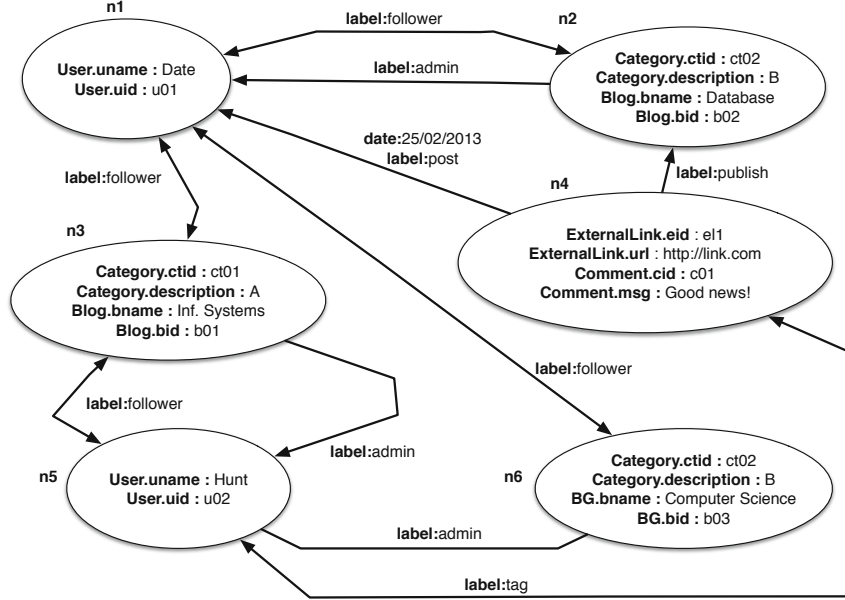 n1
n2
label:follower
User.uname : Date
User.uid : u01
label:admin
Category.ctid : ct02
Category.description : B
Blog.bname : Database
Blog.bid : b02
date:25/02/2013
label:post
label:follower
label:publish
n4
n3
ExternalLink.eid : el1
ExternalLink.url : http://link.com
Comment.cid : c01
Comment.msg : Good news!
Category.ctid : ct01
Category.description : A
Blog.bname : Inf. Systems
Blog.bid : b01
label:follower
label:follower
label:admin
n5
User.uname : Hunt
User.uid : u02
n6
Category.ctid : ct02
Category.description : B
BG.bname : Computer Science
BG.bid : b03
label:admin
label:tag